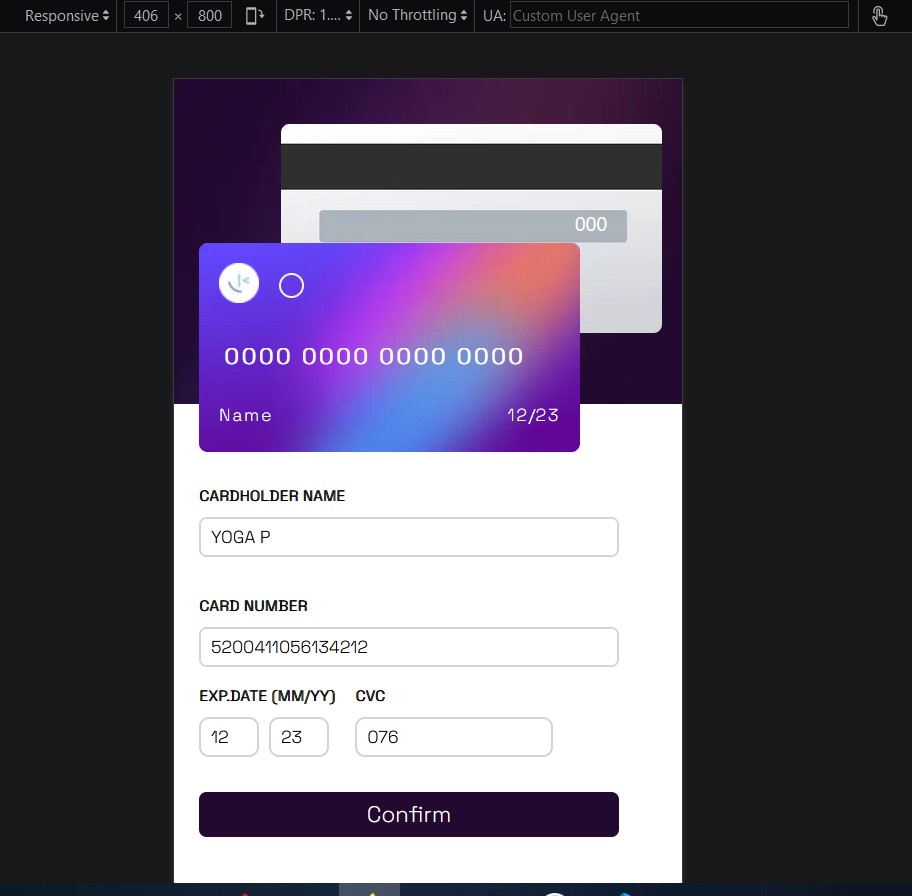 Responsive 406 × 800 DPR: 1.... No Throttling UA: Custom User Agent
000
0000 0000 0000 0000
Name 12/23
CARDHOLDER NAME
YOGA P
CARD NUMBER
5200411056134212
EXP.DATE (MM/YY) CVC
12 23 076
Confirm